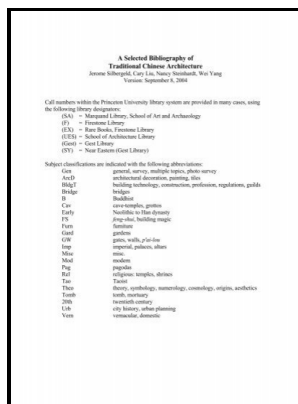 A Selected Bibliography of
Traditional Chinese Architecture
Jerome Silbergeld, Cary Liu, Nancy Steinhardt, Wei Yang
Version: September 8, 2004
Call numbers within the Princeton University library system are provided in many cases, using
the following library designators:
(SA) = Marquand Library, School of Art and Archaeology
(F) = Firestone Library
(EX) = Rare Books, Firestone Library
(UES) = School of Architecture Library
(Gest) = Gest Library
(SY) = Near Eastern (Gest Library)
Subject classifications are indicated with the following abbreviations:
Gen general, survey, multiple topics, photo survey
ArcD architectural decoration, painting, tiles
BldgT building technology, construction, profession, regulations, guilds
Bridge bridges
B Buddhist
Cav cave-temples, grottos
Early Neolithic to Han dynasty
FS feng-shui, building magic
Furn furniture
Gard gardens
GW gates, walls, p'ai-lou
Imp imperial, palaces, altars
Misc misc.
Mod modern
Pag pagodas
Rel religious: temples, shrines
Tao Taoist
Theo theory, symbology, numerology, cosmology, origins, aesthetics
Tomb tomb, mortuary
20th twentieth century
Urb city history, urban planning
Vern vernacular, domestic